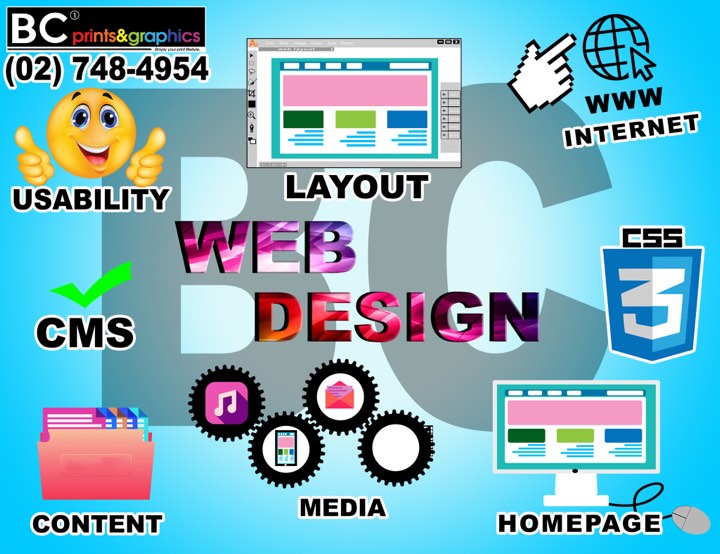 BC
prints&graphics
Simply your print lifestyle.
(02) 748-4954
USABILITY
LAYOUT
WWW
INTERNET
BC
WEB
DESIGN
CSS
3
CMS
CONTENT
MEDIA
HOMEPAGE